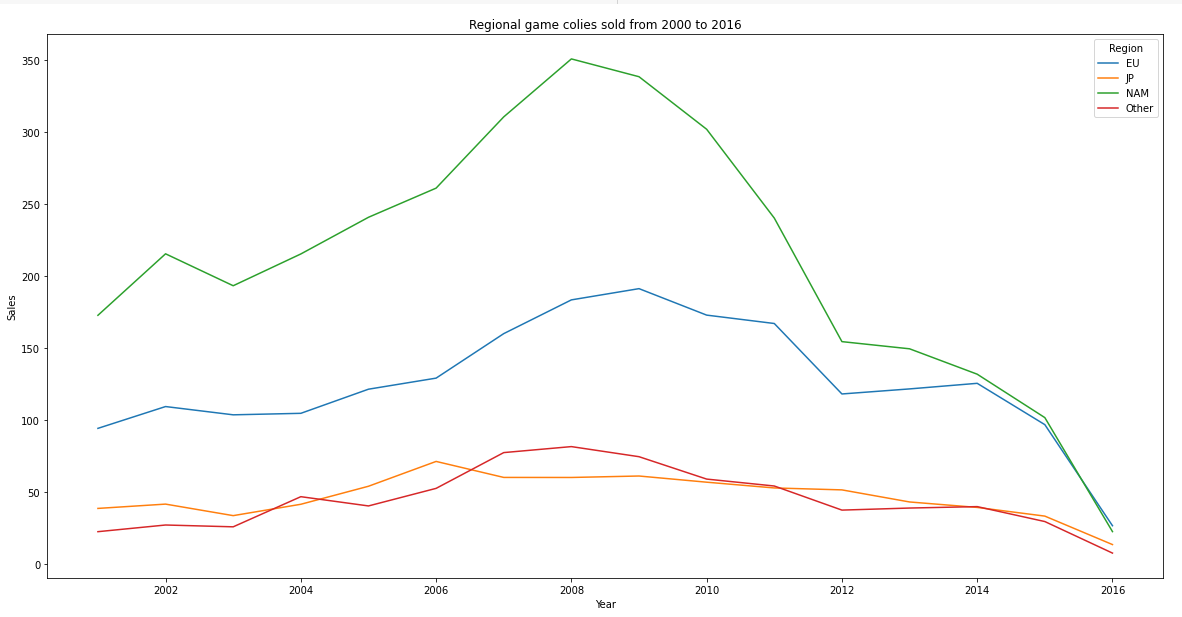 Regional game colies sold from 2000 to 2016
Region
EU
JP
NAM
Other
350
300
250
200
150
100
50
0
Sales
2002 2004 2006 2008 2010 2012 2014 2016
Year